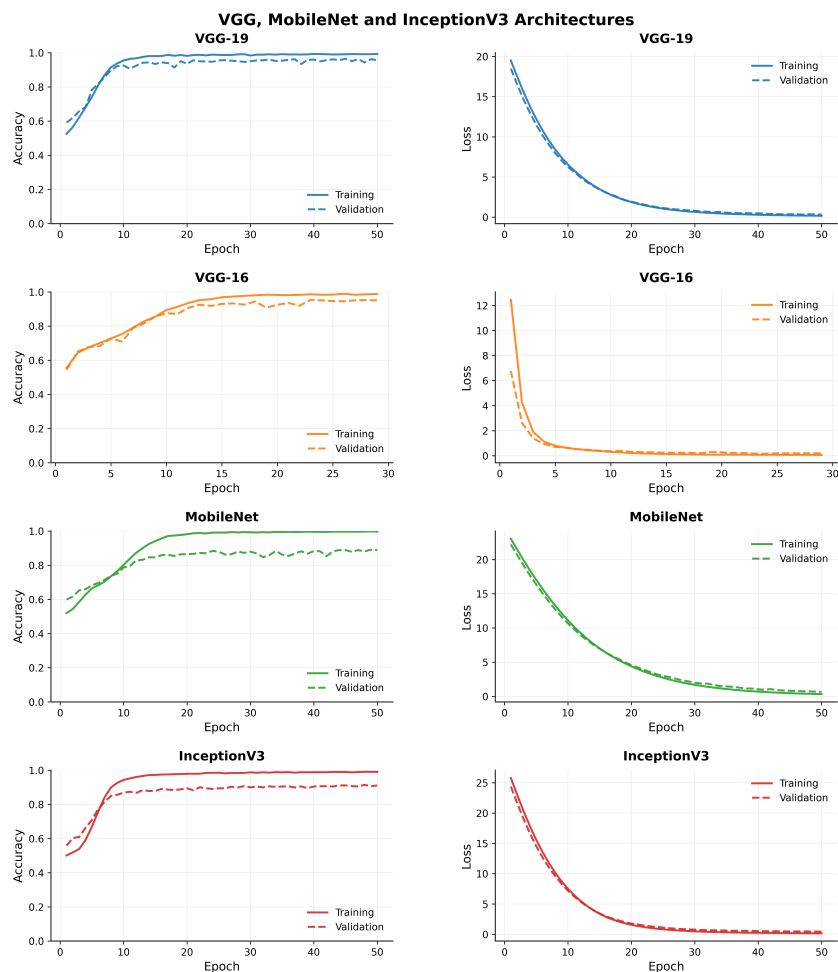 VGG, MobileNet and InceptionV3 Architectures
VGG-19
1.0
0.8
0.6
0.4
0.2
0.0
Accuracy
Training
Validation
0 10 20 30 40 50
Epoch
VGG-19
20
15
10
5
0
Loss
Training
Validation
0 10 20 30 40 50
Epoch
VGG-16
1.0
0.8
0.6
0.4
0.2
0.0
Accuracy
Training
Validation
0 5 10 15 20 25 30
Epoch
VGG-16
12
10
8
6
4
2
0
Loss
Training
Validation
0 5 10 15 20 25 30
Epoch
MobileNet
1.0
0.8
0.6
0.4
0.2
0.0
Accuracy
Training
Validation
0 10 20 30 40 50
Epoch
MobileNet
20
15
10
5
0
Loss
Training
Validation
0 10 20 30 40 50
Epoch
InceptionV3
1.0
0.8
0.6
0.4
0.2
0.0
Accuracy
Training
Validation
0 10 20 30 40 50
Epoch
InceptionV3
25
20
15
10
5
0
Loss
Training
Validation
0 10 20 30 40 50
Epoch